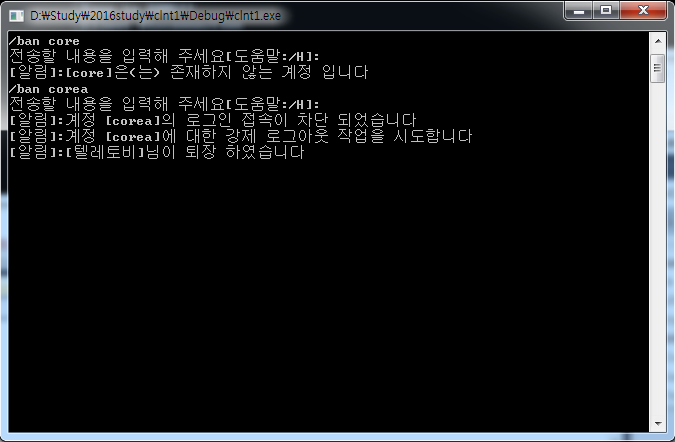 D:₩Study₩2016study₩clnt1₩Debug₩clnt1.exe
/ban core
전송할 내용을 입력해 주세요[도움말:/H]:
[알림]:[core]은(는) 존재하지 않는 계정 입니다
/ban corea
전송할 내용을 입력해 주세요[도움말:/H]:
[알림]:계정 [corea]의 로그인 접속이 차단 되었습니다
[알림]:계정 [corea]에 대한 강제 로그아웃 작업을 시도합니다
[알림]:[텔레토비]님이 퇴장 하였습니다